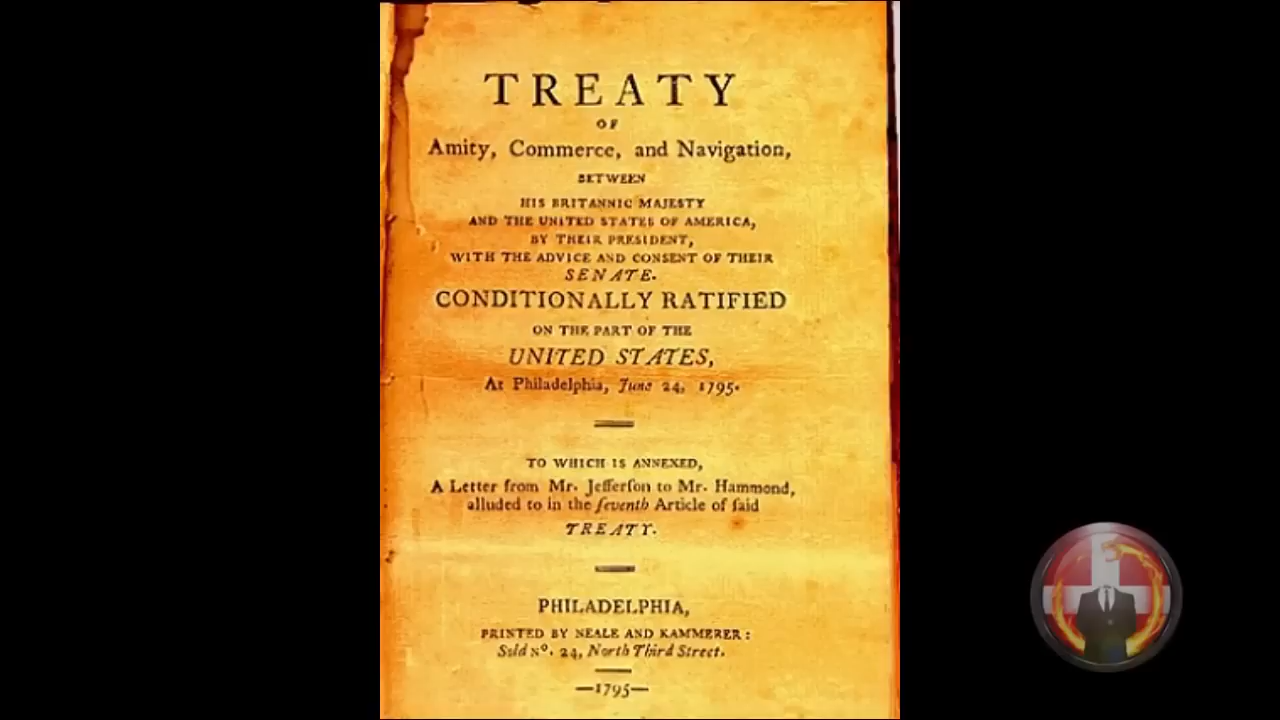 TREATY
OF
Amity, Commerce, and Navigation,
BETWEEN
HIS BRITANNIC MAJESTY
AND THE UNITED STATES OF AMERICA,
BY THEIR PRESIDENT,
WITH THE ADVICE AND CONSENT OF THEIR
SENATE.
CONDITIONALLY RATIFIED
ON THE PART OF THE
UNITED STATES,
At Philadelphia, June 24, 1795.
TO WHICH IS ANNEXED,
A Letter from Mr. Jefferſon to Mr. Hammond,
alluded to in the ſeventh Article of ſaid
TREATY.
PHILADELPHIA,
PRINTED BY NEALE AND KAMMERER:
Sold Nº. 24, North Third Street.
—1795—